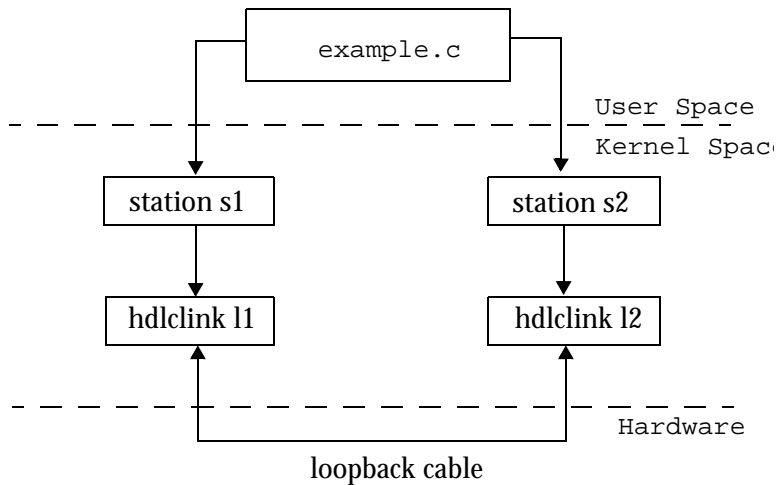 example.c
User Space
Kernel Space
station s1
station s2
hdlclink l1
hdlclink l2
Hardware
loopback cable